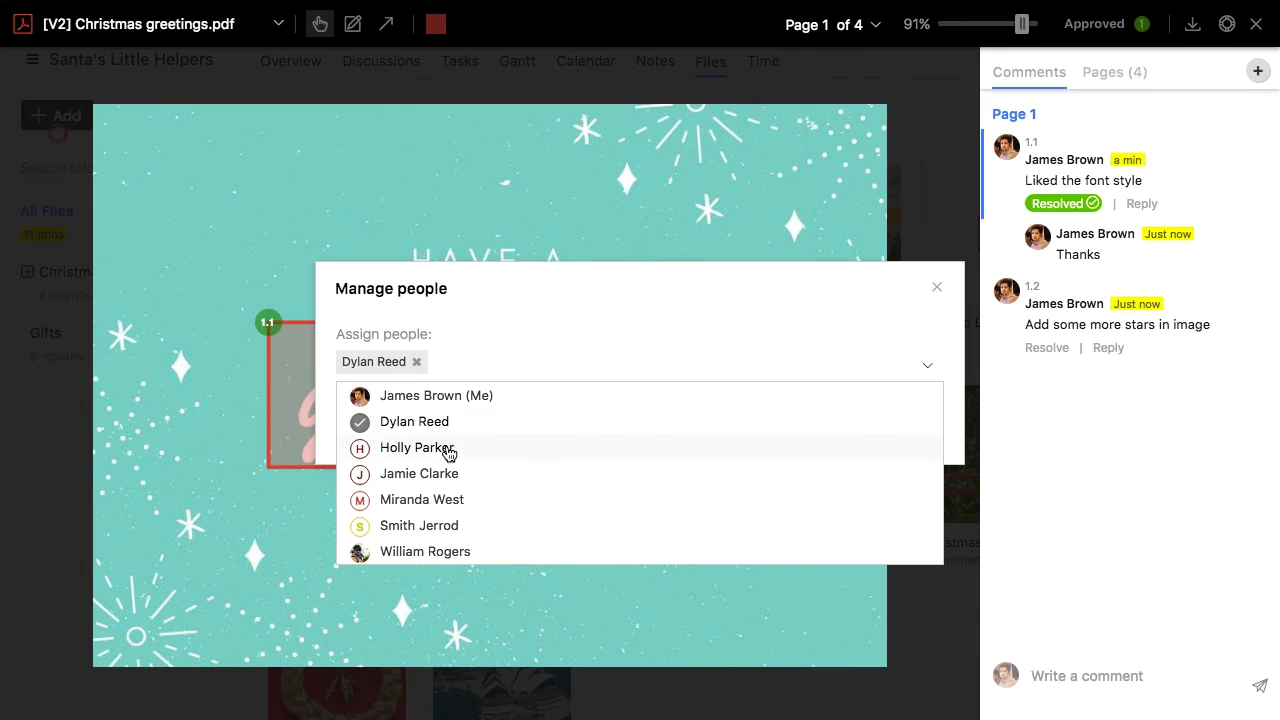 [V2] Christmas greetings.pdf
Page 1 of 4
91%
Approved 1
Santa's Little Helpers
Overview Discussions Tasks Gantt Calendar Notes Files Time
+ Add
All Files
11 mins
Gifts
HAVE A
1.1
Manage people
Assign people:
Dylan Reed
James Brown (Me)
Dylan Reed
H Holly Parker
J Jamie Clarke
M Miranda West
S Smith Jerrod
William Rogers
Comments Pages (4)
Page 1
1.1
James Brown a min
Liked the font style
Resolved | Reply
James Brown Just now
Thanks
1.2
James Brown Just now
Add some more stars in image
Resolve | Reply
Write a comment